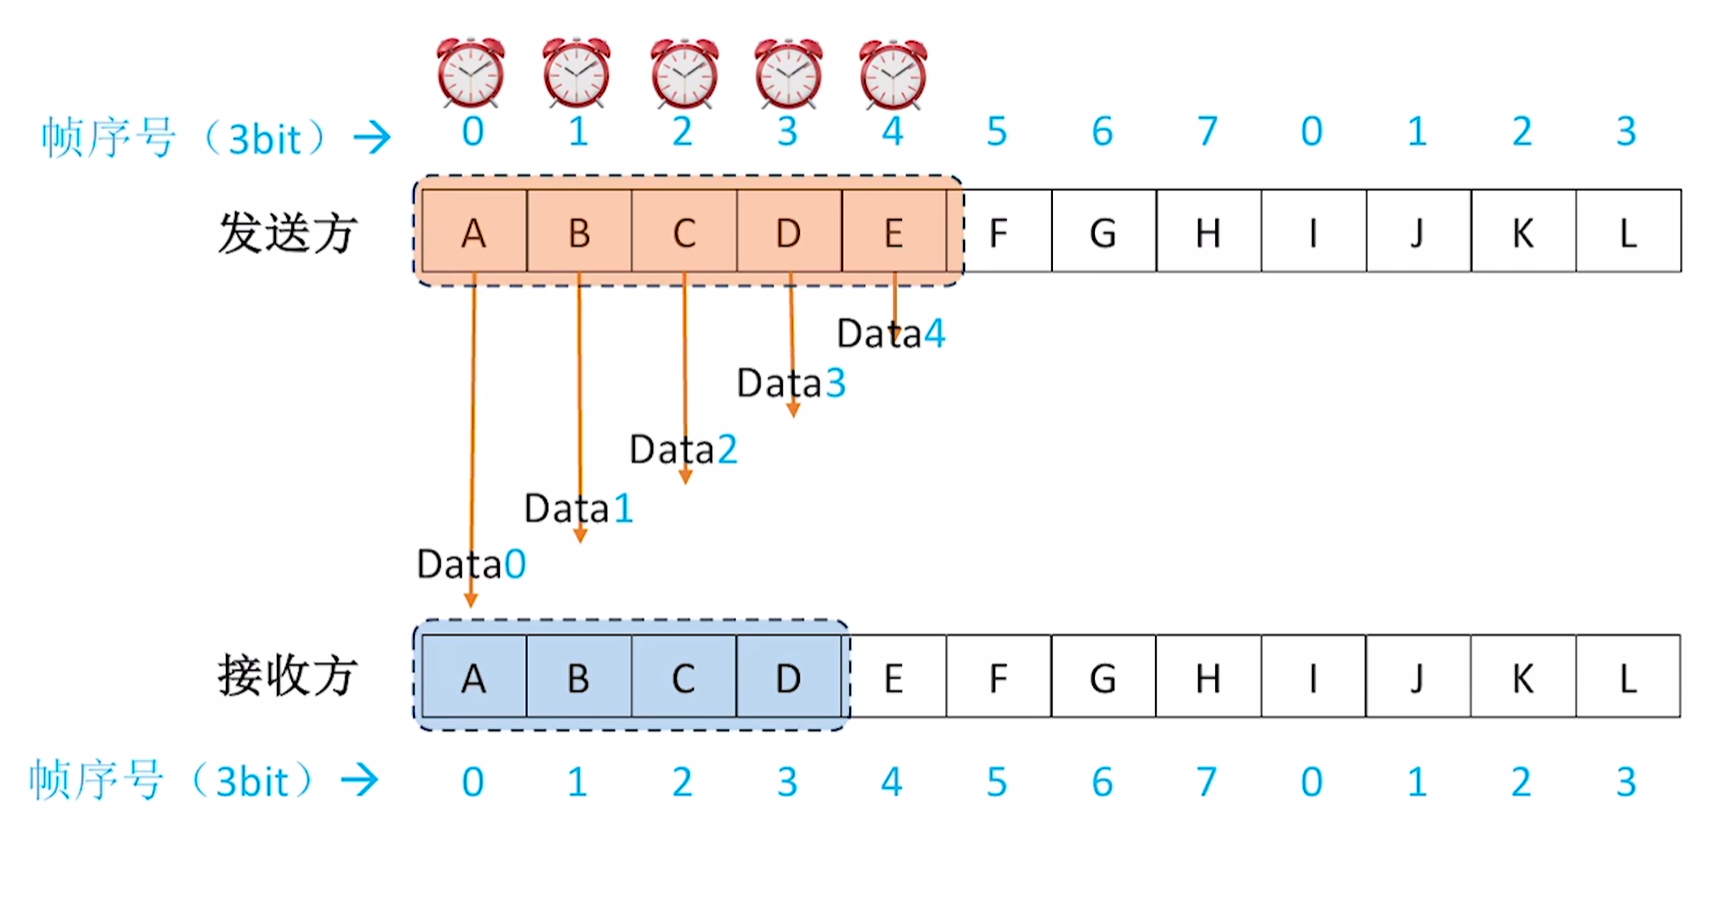 帧序号（3bit）→ 0 1 2 3 4 5 6 7 0 1 2 3
发送方 A B C D E F G H I J K L
Data4
Data3
Data2
Data1
Data0
接收方 A B C D E F G H I J K L
帧序号（3bit）→ 0 1 2 3 4 5 6 7 0 1 2 3